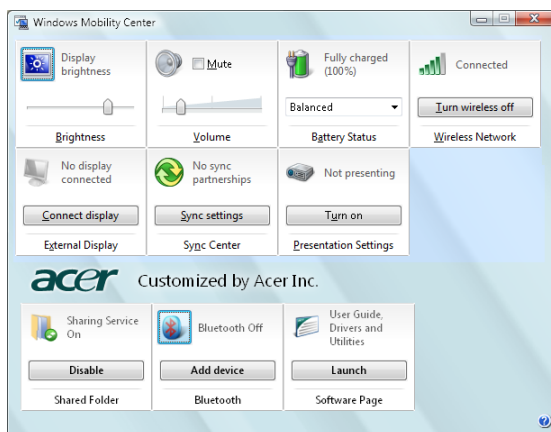 Windows Mobility Center
Display
brightness
Brightness
Mute
Volume
Fully charged
(100%)
Balanced
Battery Status
Connected
Turn wireless off
Wireless Network
No display
connected
Connect display
External Display
No sync
partnerships
Sync settings
Sync Center
Not presenting
Turn on
Presentation Settings
acer
Customized by Acer Inc.
Sharing Service
On
Disable
Shared Folder
Bluetooth Off
Add device
Bluetooth
User Guide,
Drivers and
Utilities
Launch
Software Page